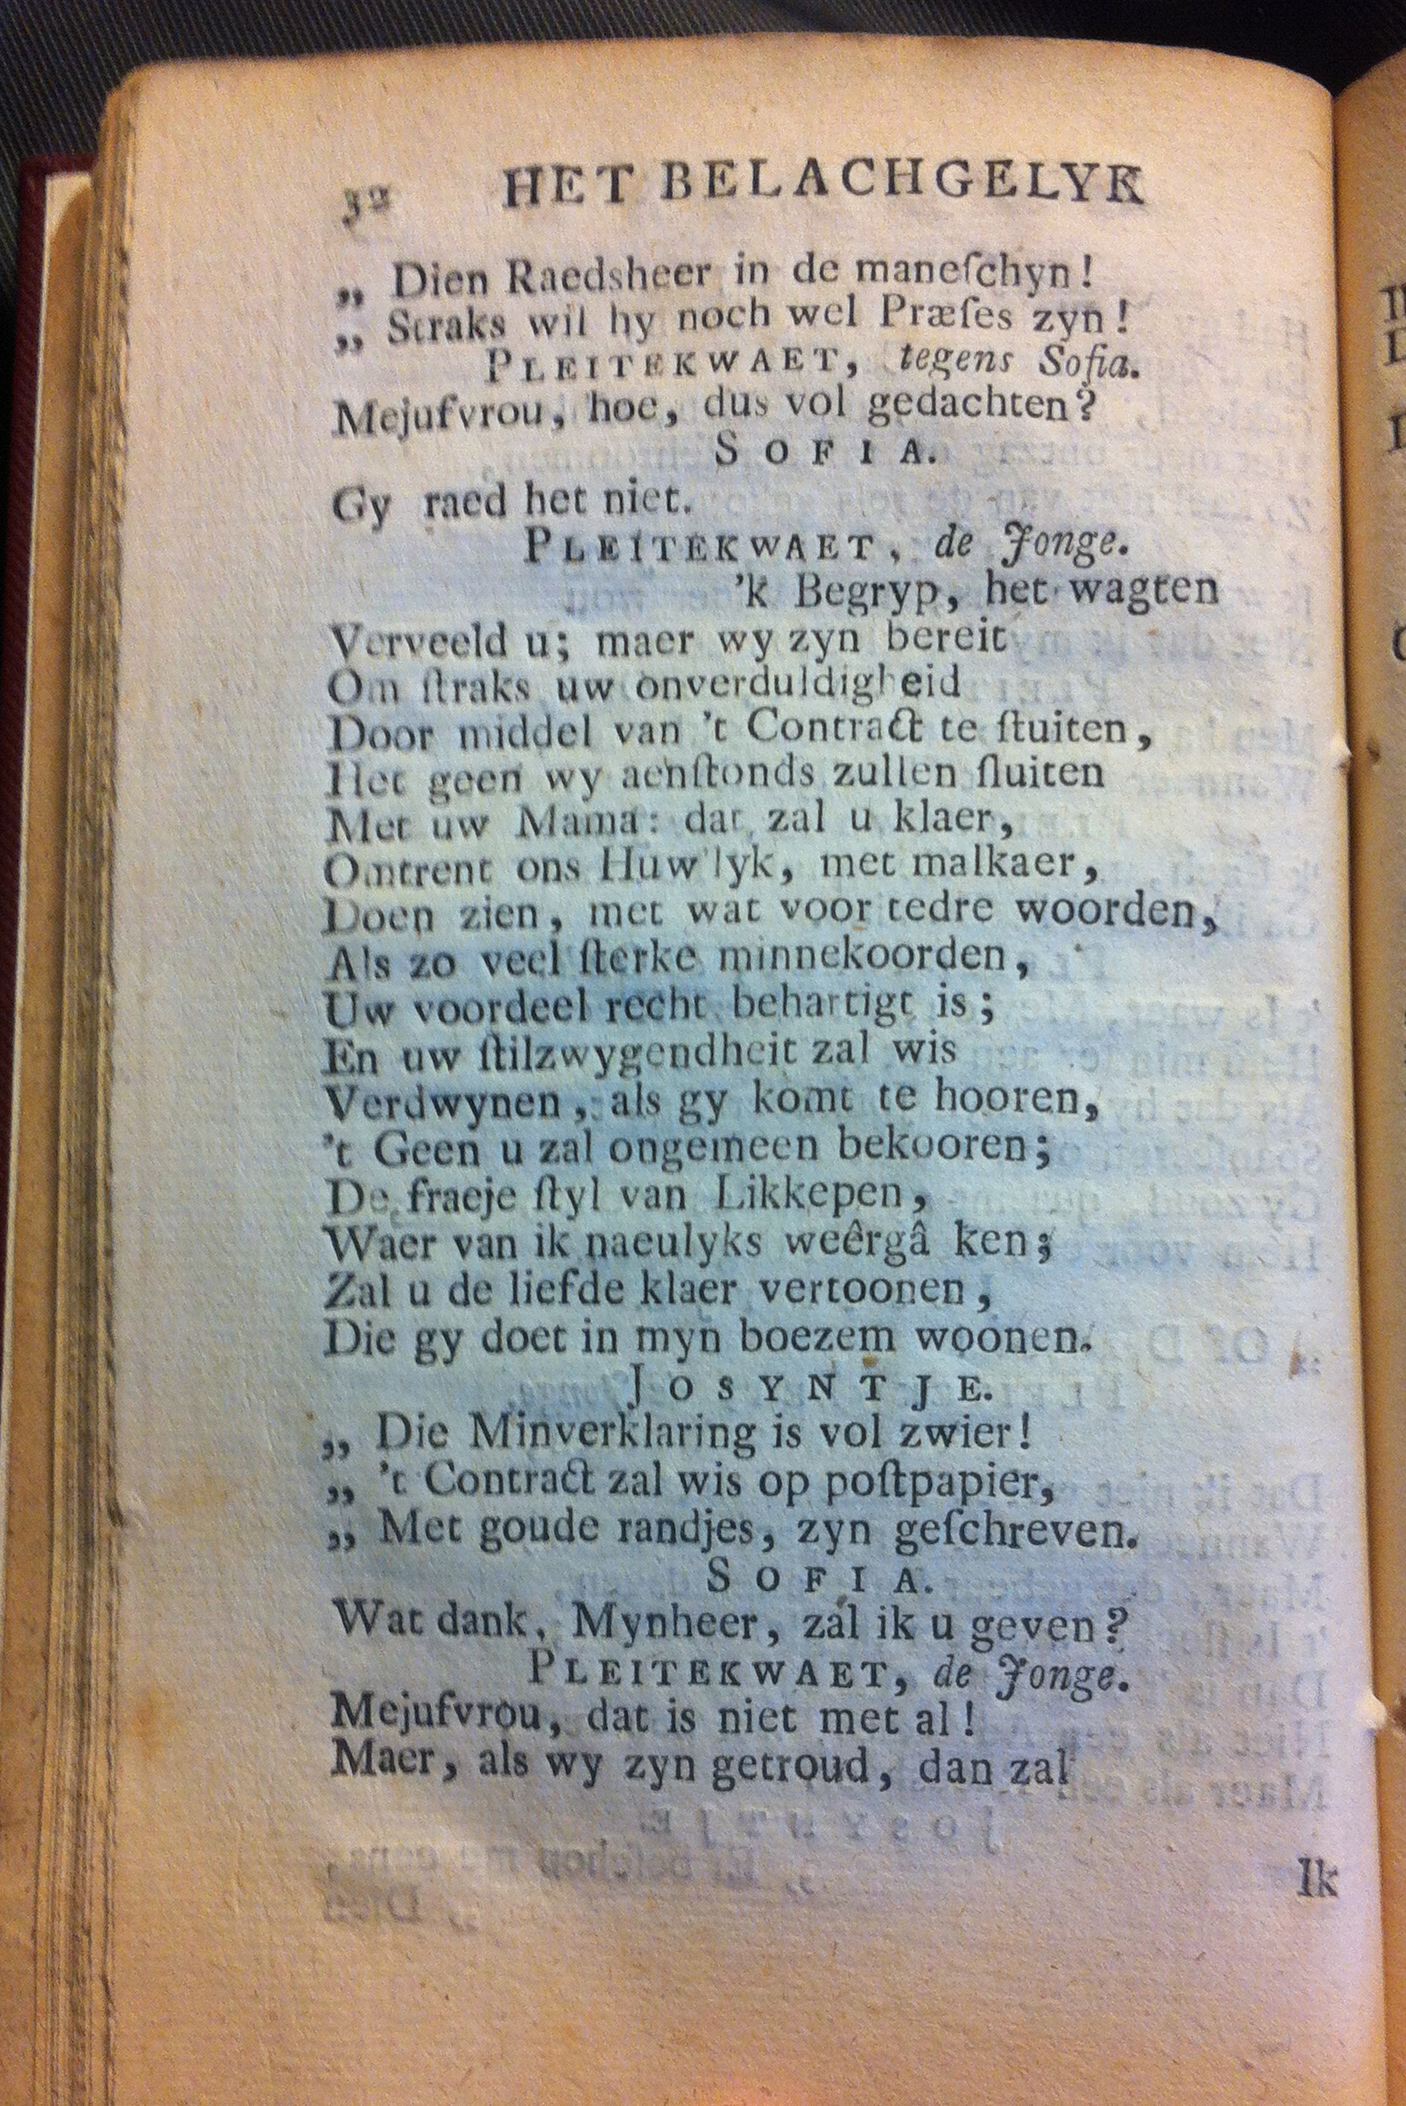 32 HET BELACHGELYK
„ Dien Raedsheer in de maneſchyn!
„ Straks wil hy noch wel Præſes zyn!
PLEITEKWAET, tegens Sofia.
Mejufvrou, hoe, dus vol gedachten?
SOFIA.
Gy raed het niet.
PLEITEKWAET, de Jonge.
'k Begryp, het wagten
Verveeld u; maer wy zyn bereit
Om ſtraks uw onverduldigheid
Door middel van 't Contract te ſtuiten,
Het geen wy aenſtonds zullen ſluiten
Met uw Mama: dat zal u klaer,
Omtrent ons Huw'lyk, met malkaer,
Doen zien, met wat voor tedre woorden,
Als zo veel ſterke minnekoorden,
Uw voordeel recht behartigt is;
En uw ſtilzwygendheit zal wis
Verdwynen, als gy komt te hooren,
't Geen u zal ongemeen bekooren;
De fraeje ſtyl van Likkepen,
Waer van ik naeulyks weêrgâ ken;
Zal u de liefde klaer vertoonen,
Die gy doet in myn boezem woonen.
JOSYNTJE.
„ Die Minverklaring is vol zwier!
„ 't Contract zal wis op poſtpapier,
„ Met goude randjes, zyn geſchreven.
SOFIA.
Wat dank, Mynheer, zal ik u geven?
PLEITEKWAET, de Jonge.
Mejufvrou, dat is niet met al!
Maer, als wy zyn getroud, dan zal
Ik